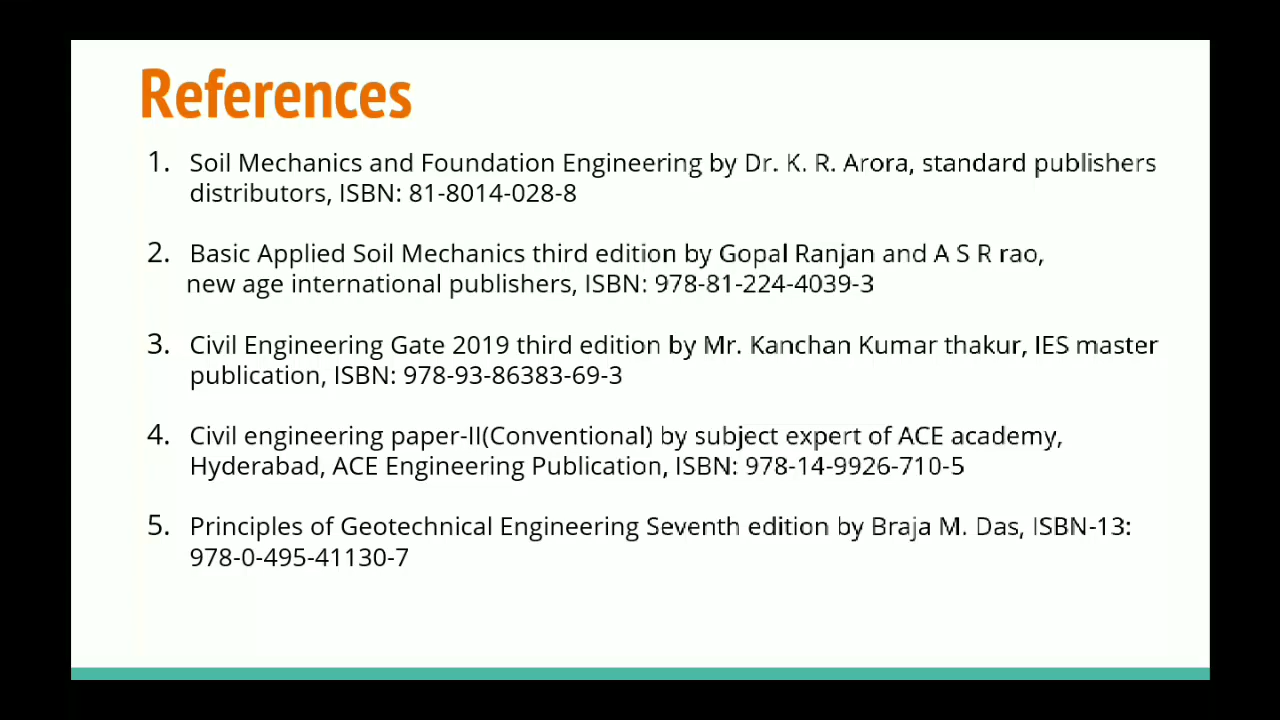 References
1. Soil Mechanics and Foundation Engineering by Dr. K. R. Arora, standard publishers
distributors, ISBN: 81-8014-028-8
2. Basic Applied Soil Mechanics third edition by Gopal Ranjan and A S R rao,
new age international publishers, ISBN: 978-81-224-4039-3
3. Civil Engineering Gate 2019 third edition by Mr. Kanchan Kumar thakur, IES master
publication, ISBN: 978-93-86383-69-3
4. Civil engineering paper-II(Conventional) by subject expert of ACE academy,
Hyderabad, ACE Engineering Publication, ISBN: 978-14-9926-710-5
5. Principles of Geotechnical Engineering Seventh edition by Braja M. Das, ISBN-13:
978-0-495-41130-7